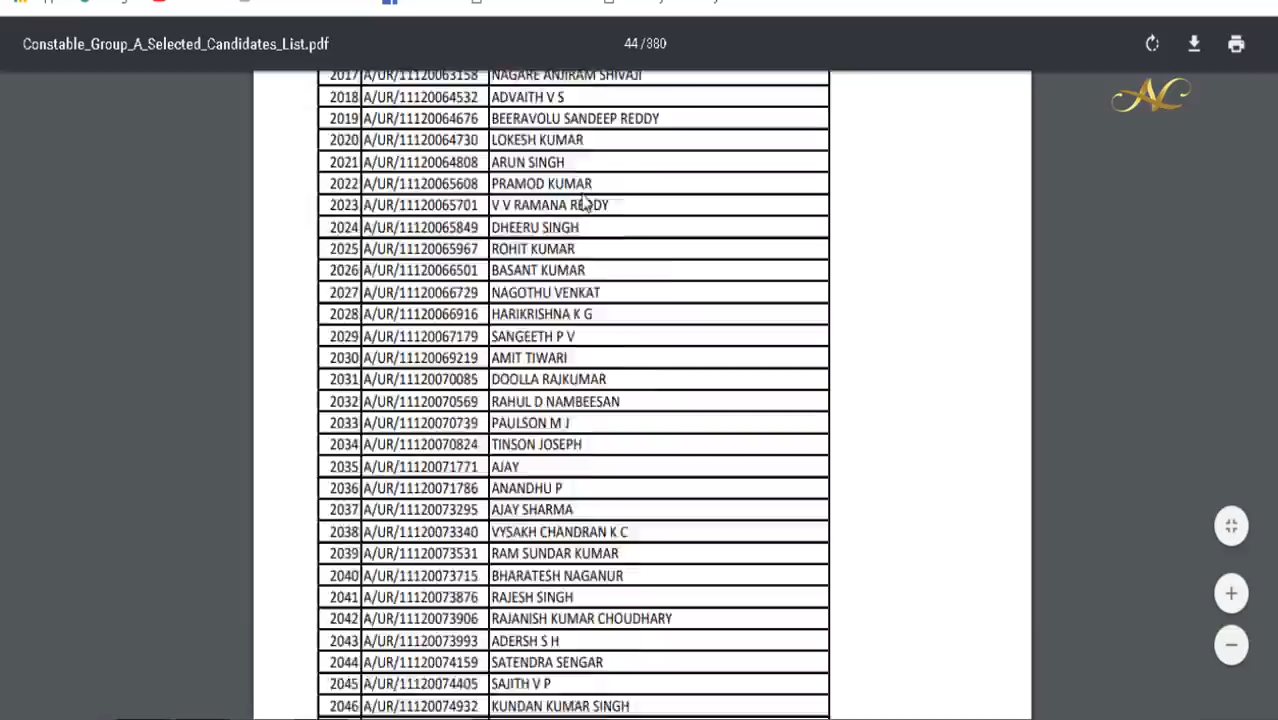 Constable_Group_A_Selected_Candidates_List.pdf 44 / 380
2017 A/UR/11120063158 NAGARE ANJIRAM SHIVAJI
2018 A/UR/11120064532 ADVAITH V S
2019 A/UR/11120064676 BEERAVOLU SANDEEP REDDY
2020 A/UR/11120064730 LOKESH KUMAR
2021 A/UR/11120064808 ARUN SINGH
2022 A/UR/11120065608 PRAMOD KUMAR
2023 A/UR/11120065701 V V RAMANA REDDY
2024 A/UR/11120065849 DHEERU SINGH
2025 A/UR/11120065967 ROHIT KUMAR
2026 A/UR/11120066501 BASANT KUMAR
2027 A/UR/11120066729 NAGOTHU VENKAT
2028 A/UR/11120066916 HARIKRISHNA K G
2029 A/UR/11120067179 SANGEETH P V
2030 A/UR/11120069219 AMIT TIWARI
2031 A/UR/11120070085 DOOLLA RAJKUMAR
2032 A/UR/11120070569 RAHUL D NAMBEESAN
2033 A/UR/11120070739 PAULSON M J
2034 A/UR/11120070824 TINSON JOSEPH
2035 A/UR/11120071771 AJAY
2036 A/UR/11120071786 ANANDHU P
2037 A/UR/11120073295 AJAY SHARMA
2038 A/UR/11120073340 VYSAKH CHANDRAN K C
2039 A/UR/11120073531 RAM SUNDAR KUMAR
2040 A/UR/11120073715 BHARATESH NAGANUR
2041 A/UR/11120073876 RAJESH SINGH
2042 A/UR/11120073906 RAJANISH KUMAR CHOUDHARY
2043 A/UR/11120073993 ADERSH S H
2044 A/UR/11120074159 SATENDRA SENGAR
2045 A/UR/11120074405 SAJITH V P
2046 A/UR/11120074932 KUNDAN KUMAR SINGH
AC